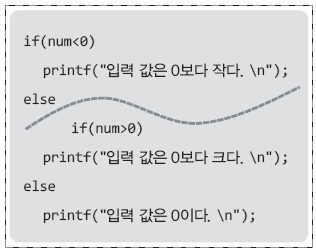 if(num<0)
printf("입력 값은 0보다 작다. \n");
else
if(num>0)
printf("입력 값은 0보다 크다. \n");
else
printf("입력 값은 0이다. \n");